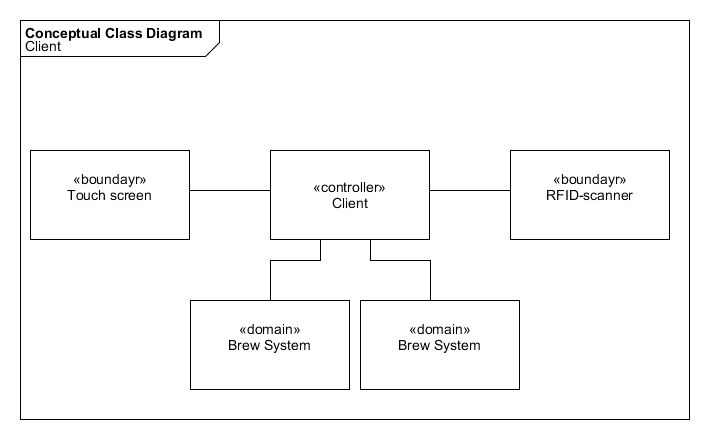 Conceptual Class Diagram
Client
«boundayr»
Touch screen
«controller»
Client
«boundayr»
RFID-scanner
«domain»
Brew System
«domain»
Brew System